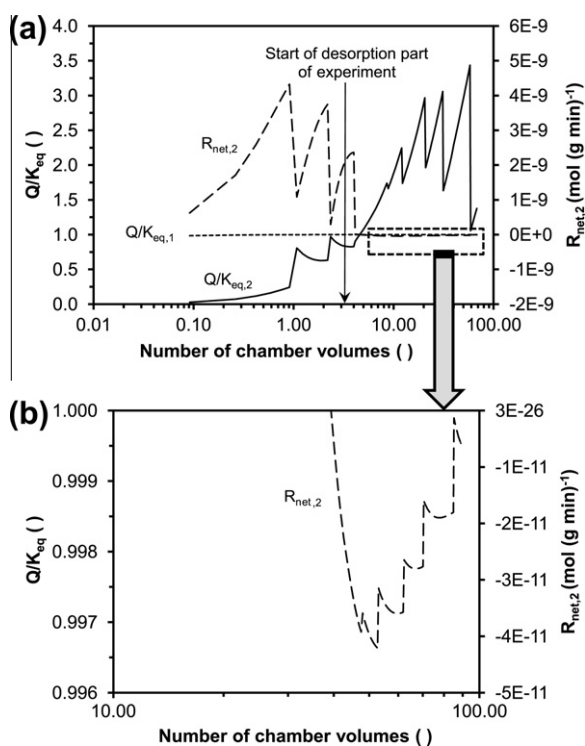 (a)
Q/Keq ( )
4.0
3.5
3.0
2.5
2.0
1.5
1.0
0.5
0.0
Start of desorption part
of experiment
Rnet,2
Q/Keq,1
Q/Keq,2
6E-9
5E-9
4E-9
3E-9
2E-9
1E-9
0E+0
-1E-9
-2E-9
Rnet,2 (mol (g min)-1)
0.01 0.10 1.00 10.00 100.00
Number of chamber volumes ( )
(b)
Q/Keq ( )
1.000
0.999
0.998
0.997
0.996
Rnet,2
3E-26
-1E-11
-2E-11
-3E-11
-4E-11
-5E-11
Rnet,2 (mol (g min)-1)
10.00 100.00
Number of chamber volumes ( )